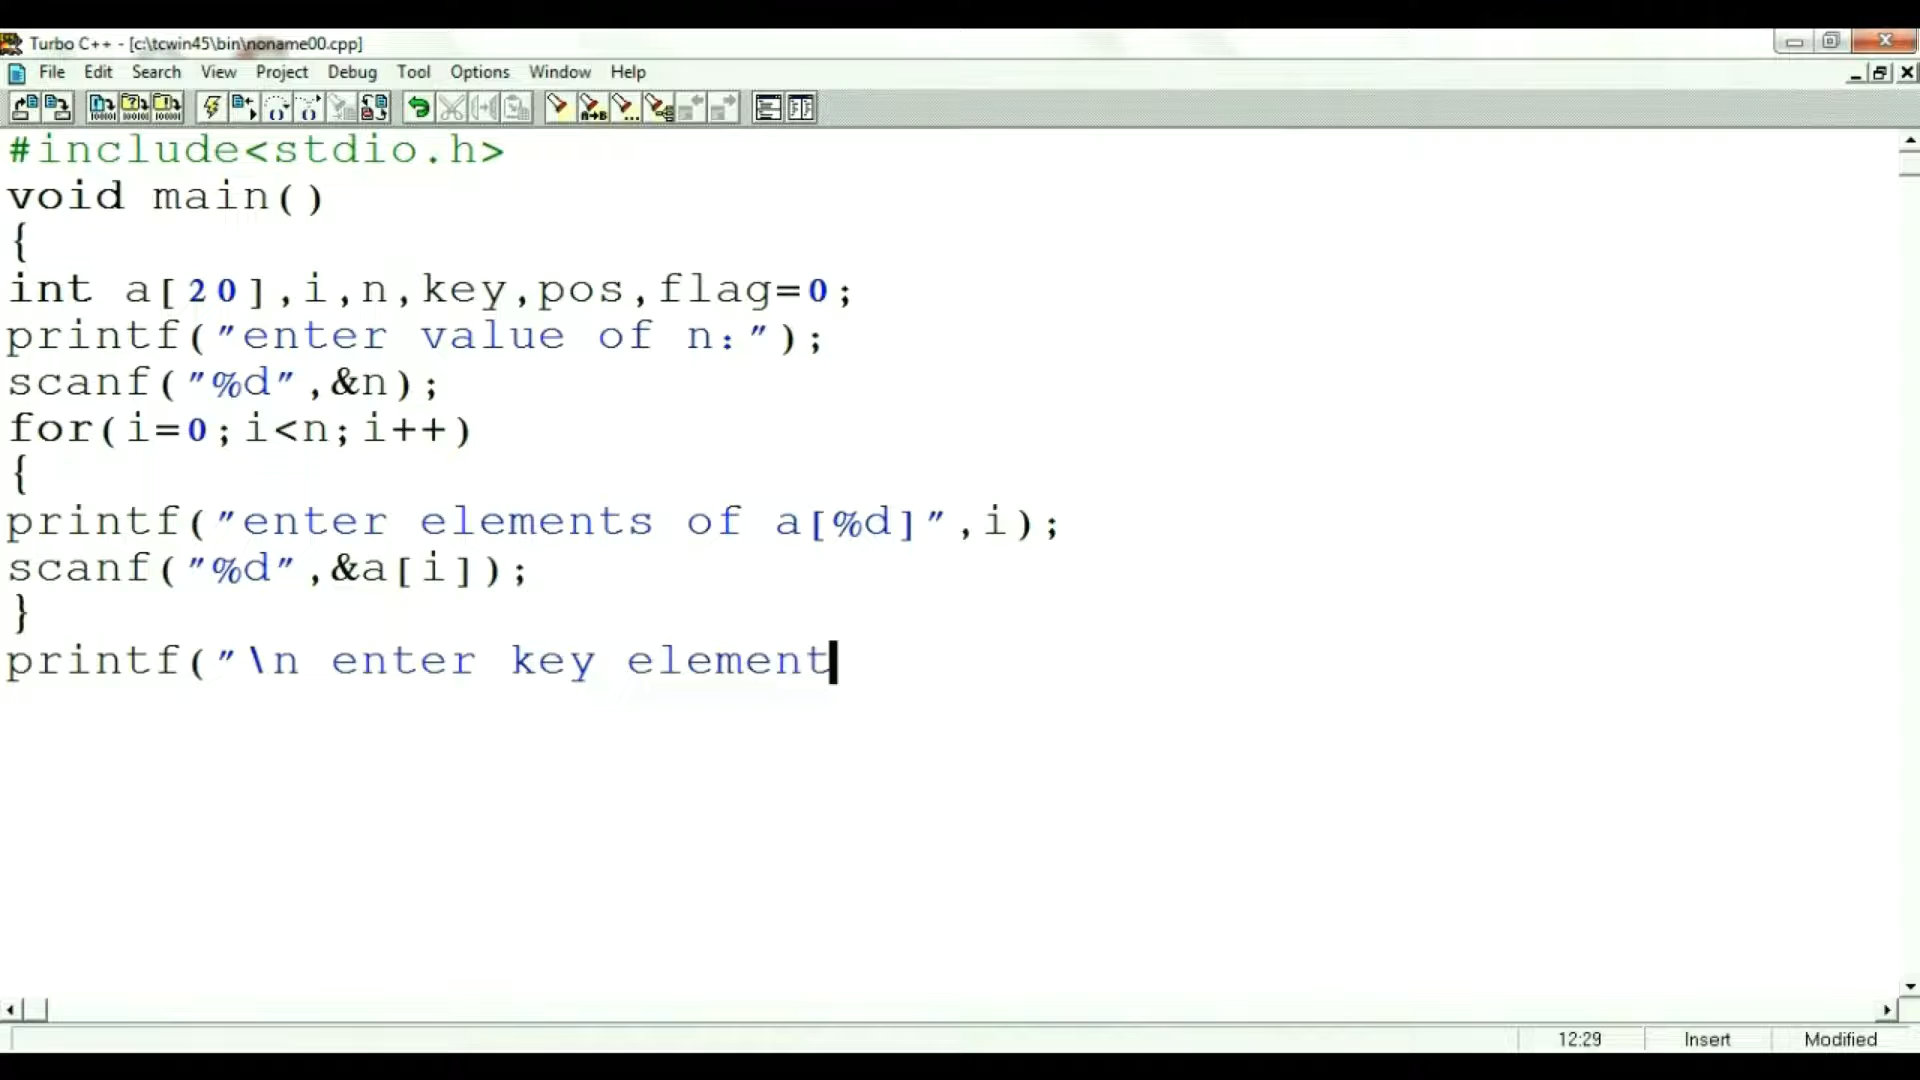 Turbo C++ - [c:\tcwin45\bin\noname00.cpp]
File Edit Search View Project Debug Tool Options Window Help
#include<stdio.h>
void main()
{
int a[20],i,n,key,pos,flag=0;
printf("enter value of n:");
scanf("%d",&n);
for(i=0;i<n;i++)
{
printf("enter elements of a[%d]",i);
scanf("%d",&a[i]);
}
printf("\n enter key element
12:29 Insert Modified